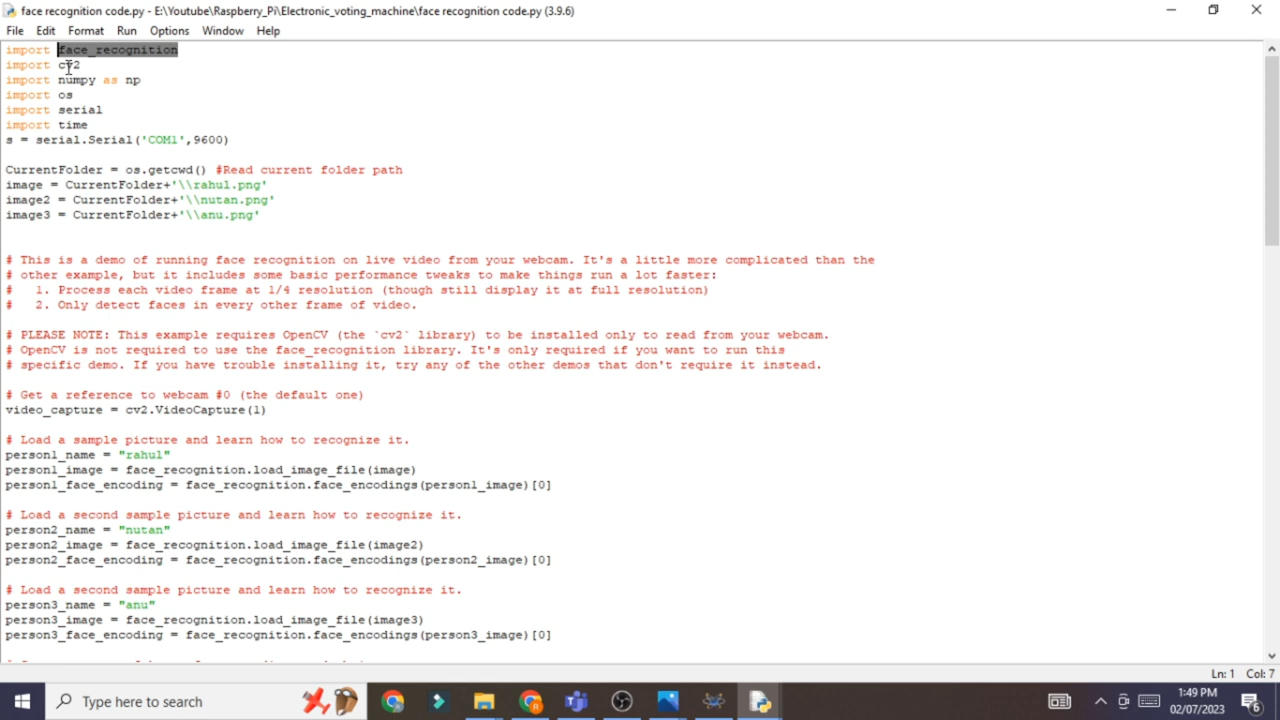 face recognition code.py - E:\Youtube\Raspberry_Pi\Electronic_voting_machine\face recognition code.py (3.9.6)
File Edit Format Run Options Window Help
import face_recognition
import cv2
import numpy as np
import os
import serial
import time
s = serial.Serial('COM1',9600)
CurrentFolder = os.getcwd() #Read current folder path
image = CurrentFolder+'\\rahul.png'
image2 = CurrentFolder+'\\nutan.png'
image3 = CurrentFolder+'\\anu.png'
# This is a demo of running face recognition on live video from your webcam. It's a little more complicated than the
# other example, but it includes some basic performance tweaks to make things run a lot faster:
#   1. Process each video frame at 1/4 resolution (though still display it at full resolution)
#   2. Only detect faces in every other frame of video.
# PLEASE NOTE: This example requires OpenCV (the `cv2` library) to be installed only to read from your webcam.
# OpenCV is not required to use the face_recognition library. It's only required if you want to run this
# specific demo. If you have trouble installing it, try any of the other demos that don't require it instead.
# Get a reference to webcam #0 (the default one)
video_capture = cv2.VideoCapture(1)
# Load a sample picture and learn how to recognize it.
person1_name = "rahul"
person1_image = face_recognition.load_image_file(image)
person1_face_encoding = face_recognition.face_encodings(person1_image)[0]
# Load a second sample picture and learn how to recognize it.
person2_name = "nutan"
person2_image = face_recognition.load_image_file(image2)
person2_face_encoding = face_recognition.face_encodings(person2_image)[0]
# Load a second sample picture and learn how to recognize it.
person3_name = "anu"
person3_image = face_recognition.load_image_file(image3)
person3_face_encoding = face_recognition.face_encodings(person3_image)[0]
Ln: 1 Col: 7
Type here to search
1:49 PM
02/07/2023
6